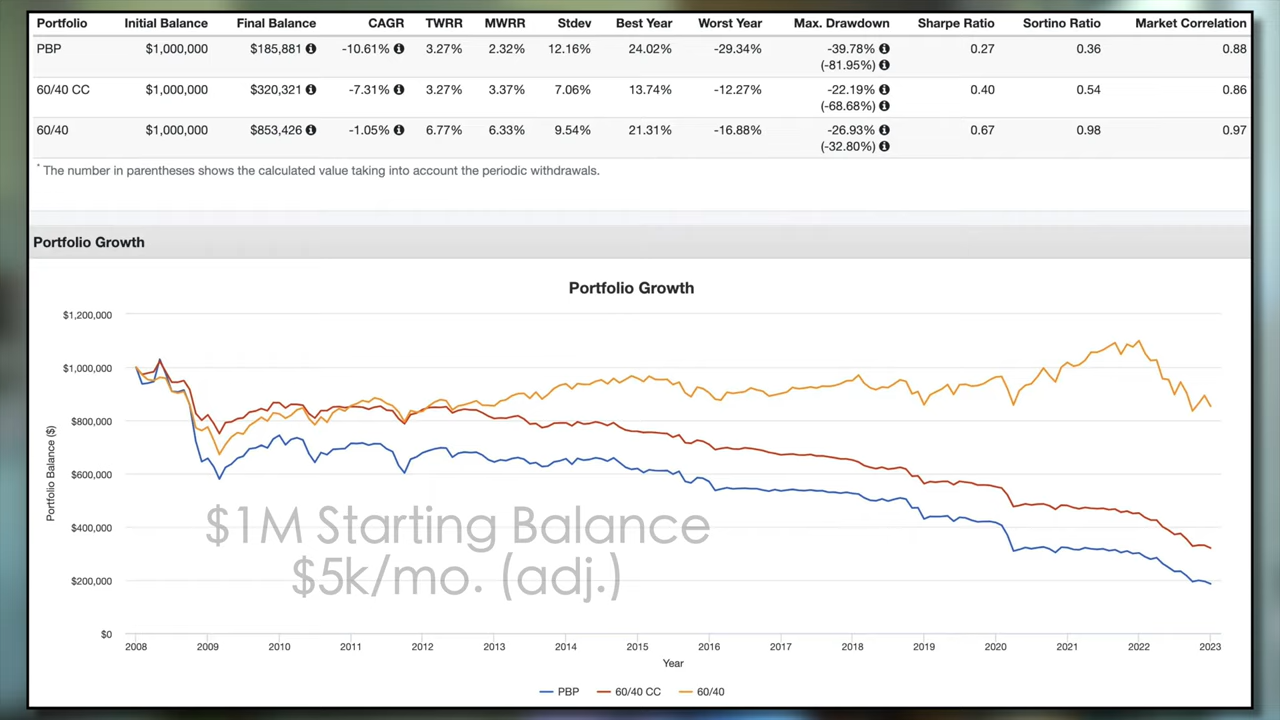 Portfolio Initial Balance Final Balance CAGR TWRR MWRR Stdev Best Year Worst Year Max. Drawdown Sharpe Ratio Sortino Ratio Market Correlation
PBP $1,000,000 $185,881 -10.61% 3.27% 2.32% 12.16% 24.02% -29.34% -39.78% 0.27 0.36 0.88
(-81.95%)
60/40 CC $1,000,000 $320,321 -7.31% 3.27% 3.37% 7.06% 13.74% -12.27% -22.19% 0.40 0.54 0.86
(-68.68%)
60/40 $1,000,000 $853,426 -1.05% 6.77% 6.33% 9.54% 21.31% -16.88% -26.93% 0.67 0.98 0.97
(-32.80%)
* The number in parentheses shows the calculated value taking into account the periodic withdrawals.
Portfolio Growth
Portfolio Growth
$1,200,000
$1,000,000
$800,000
$600,000
$400,000
$200,000
$0
Portfolio Balance ($)
$1M Starting Balance
$5k/mo. (adj.)
2008 2009 2010 2011 2012 2013 2014 2015 2016 2017 2018 2019 2020 2021 2022 2023
Year
PBP 60/40 CC 60/40